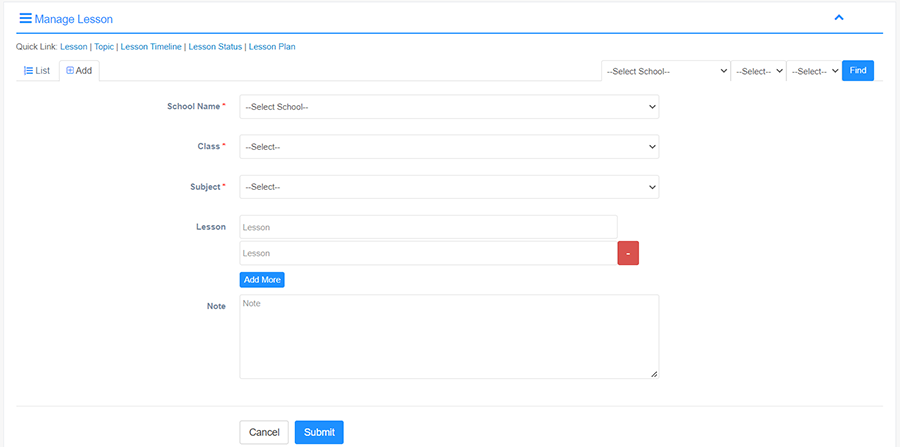 Manage Lesson
Quick Link: Lesson | Topic | Lesson Timeline | Lesson Status | Lesson Plan
List Add --Select School-- --Select-- --Select-- Find
School Name * --Select School--
Class * --Select--
Subject * --Select--
Lesson Lesson
Lesson -
Add More
Note Note
Cancel Submit